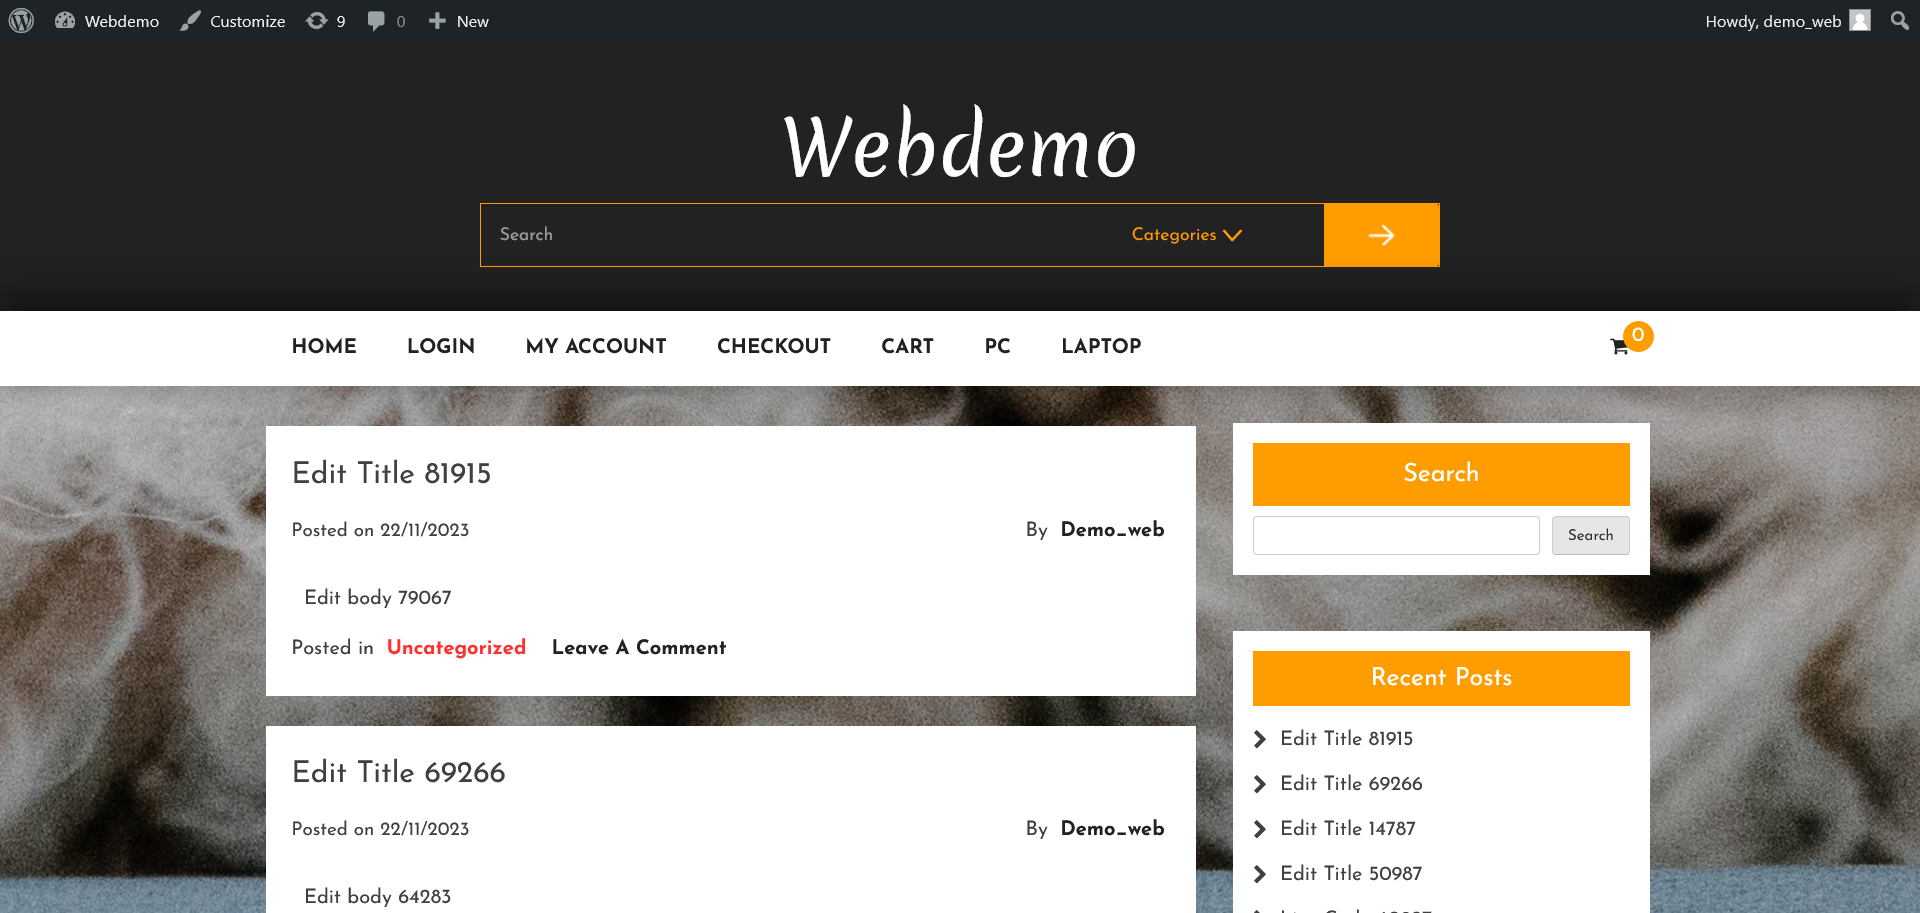 Webdemo Customize 9 0 New Howdy, demo_web
Webdemo
Search Categories
HOME LOGIN MY ACCOUNT CHECKOUT CART PC LAPTOP 0
Edit Title 81915
Posted on 22/11/2023 By Demo_web
Edit body 79067
Posted in Uncategorized Leave A Comment
Edit Title 69266
Posted on 22/11/2023 By Demo_web
Edit body 64283
Search
Search
Recent Posts
Edit Title 81915
Edit Title 69266
Edit Title 14787
Edit Title 50987